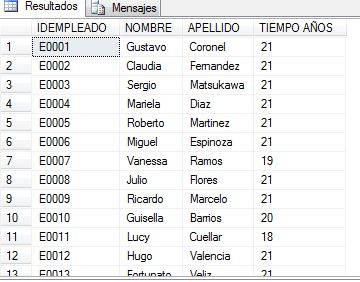 Resultados Mensajes
IDEMPLEADO NOMBRE APELLIDO TIEMPO AÑOS
1 E0001 Gustavo Coronel 21
2 E0002 Claudia Fernandez 21
3 E0003 Sergio Matsukawa 21
4 E0004 Mariela Diaz 21
5 E0005 Roberto Martinez 21
6 E0006 Miguel Espinoza 21
7 E0007 Vanessa Ramos 19
8 E0008 Julio Flores 21
9 E0009 Ricardo Marcelo 21
10 E0010 Guisella Barrios 20
11 E0011 Lucy Cuellar 18
12 E0012 Hugo Valencia 21
13 E0013 Fortunato Veliz 21